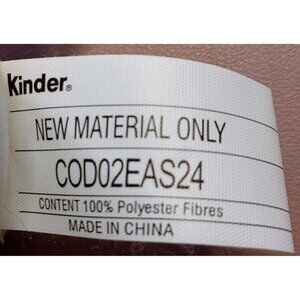 Kinder®
NEW MATERIAL ONLY
COD02EAS24
CONTENT 100% Polyester Fibres
MADE IN CHINA